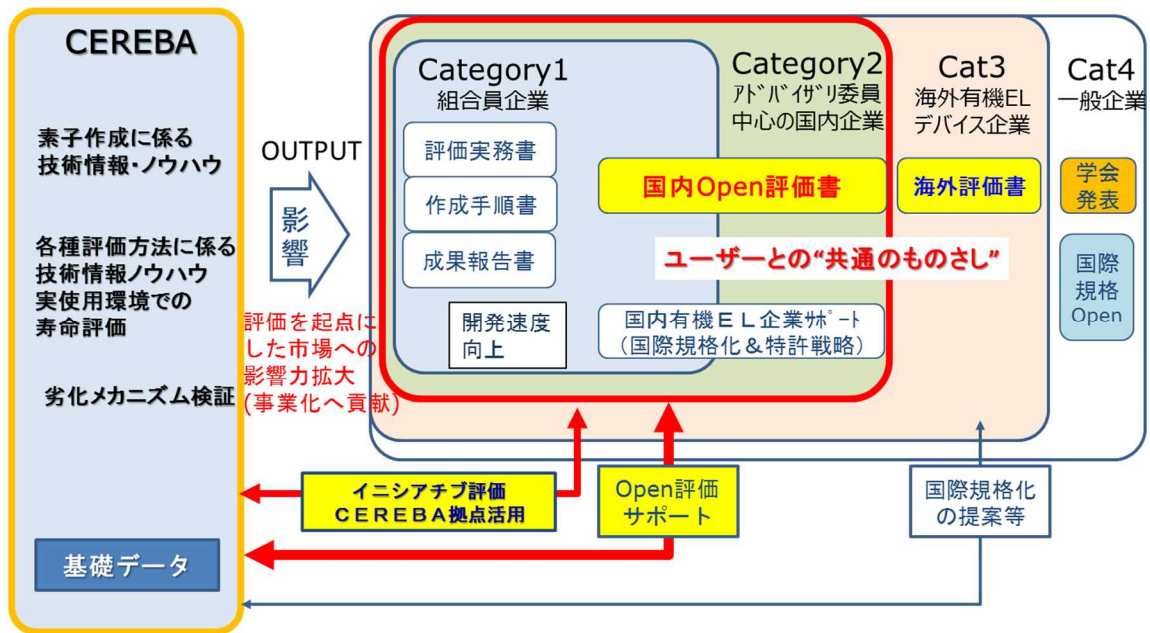 CEREBA
素子作成に係る
技術情報・ノウハウ
各種評価方法に係る
技術情報ノウハウ
実使用環境での
寿命評価
劣化メカニズム検証
基礎データ
OUTPUT
影
響
評価を起点に
した市場への
影響力拡大
(事業化へ貢献)
Category1
組合員企業
評価実務書
作成手順書
成果報告書
開発速度
向上
Category2
ｱﾄﾞﾊﾞｲｻﾞﾘ委員
中心の国内企業
国内Open評価書
ユーザーとの“共通のものさし”
国内有機ＥＬ企業ｻﾎﾟｰﾄ
（国際規格化＆特許戦略）
Cat3
海外有機EL
デバイス企業
海外評価書
Cat4
一般企業
学会
発表
国際
規格
Open
イニシアチブ評価
ＣＥＲＥＢＡ拠点活用
Open評価
サポート
国際規格化
の提案等